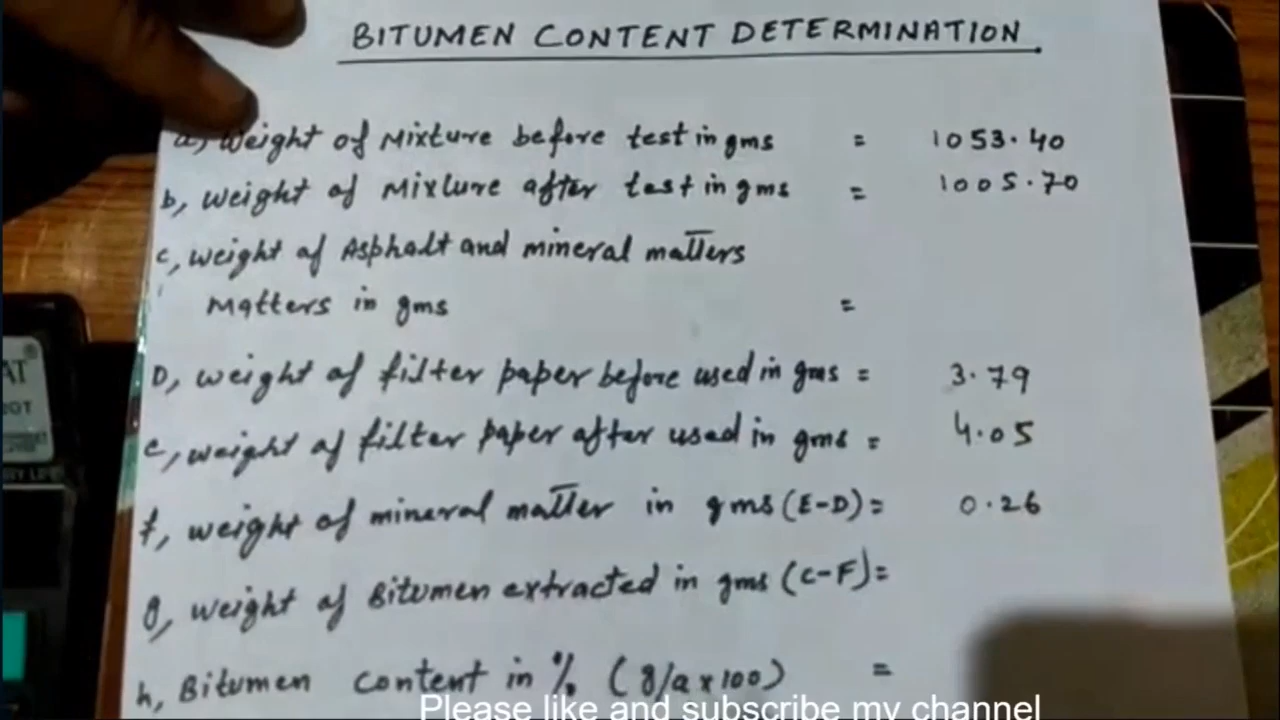 BITUMEN CONTENT DETERMINATION
a, Weight of Mixture before test in gms = 1053.40
b, weight of Mixture after test in gms = 1005.70
c, weight of Asphalt and mineral matters
Matters in gms =
D, weight of filter paper before used in gms = 3.79
e, weight of filter paper after used in gms = 4.05
f, weight of mineral matter in gms (E-D) = 0.26
g, weight of Bitumen extracted in gms (C-F) =
h, Bitumen content in % (g/a x 100) =
Please like and subscribe my channel